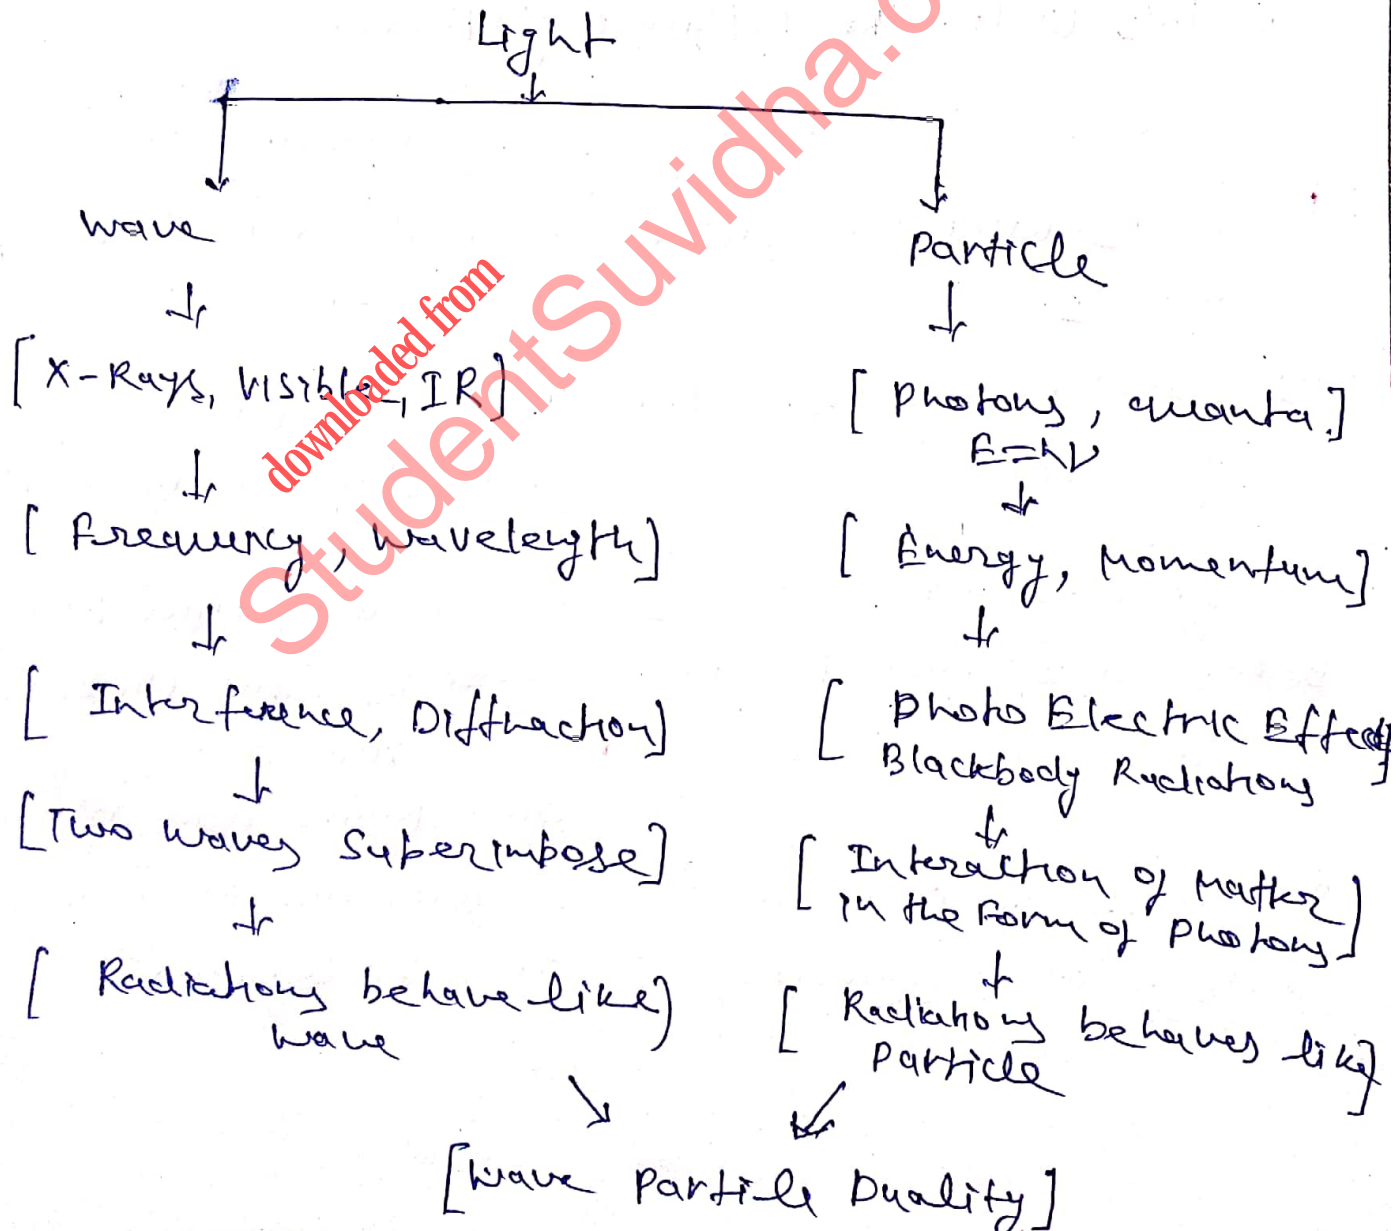 Light
Wave
Particle
[X-Rays, Visible, IR]
[Photons, quanta]
E=hν
[Frequency, Wavelength]
[Energy, Momentum]
[Interference, Diffraction]
[Photo Electric Effect
Blackbody Radiations]
[Two waves Superimpose]
[Interaction of Matter
in the Form of Photons]
[Radiations behave like]
wave
[Radiations behaves like]
Particle
[Wave Particle Duality]
downloaded from
StudentSuvidha.c